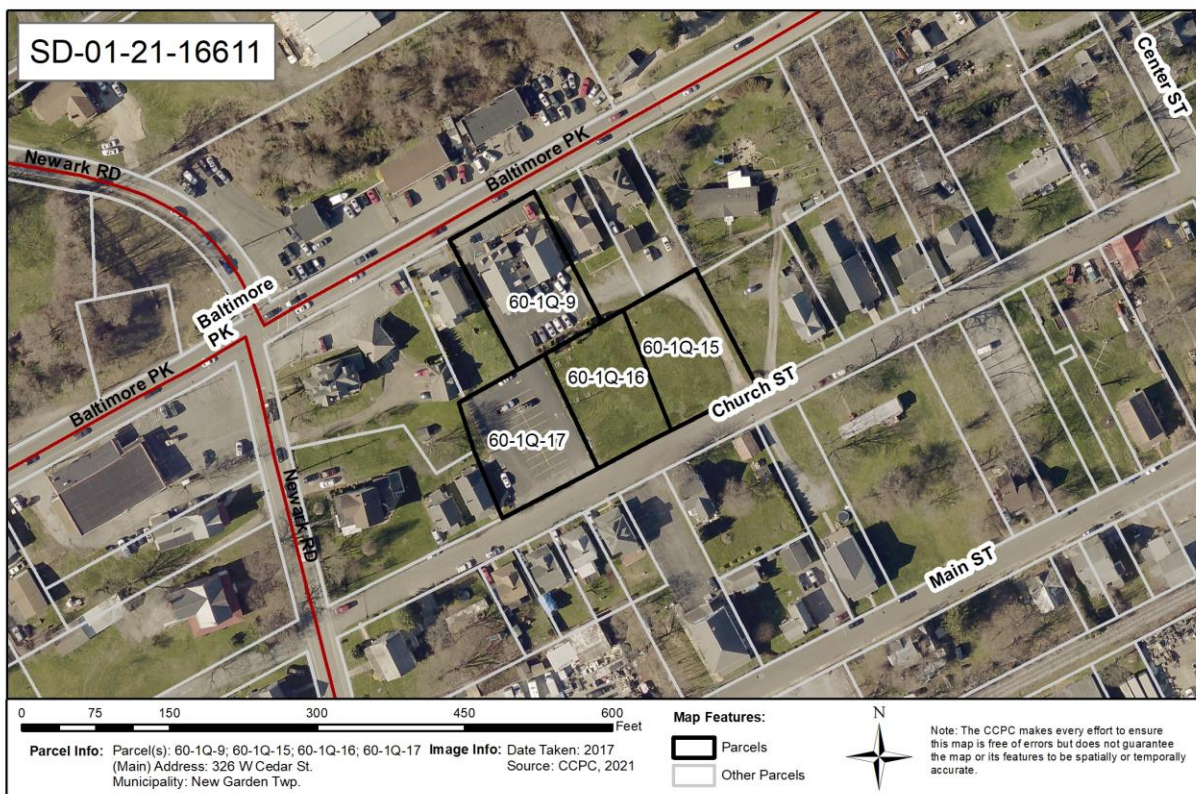 SD-01-21-16611
Center ST
Newark RD
Baltimore PK
Baltimore
PK
60-1Q-9
60-1Q-15
60-1Q-16
Church ST
Baltimore PK
60-1Q-17
Newark RD
Main ST
0 75 150 300 450 600
Feet
Parcel Info: Parcel(s): 60-1Q-9; 60-1Q-15; 60-1Q-16; 60-1Q-17
(Main) Address: 326 W Cedar St.
Municipality: New Garden Twp.
Image Info: Date Taken: 2017
Source: CCPC, 2021
Map Features:
Parcels
Other Parcels
N
Note: The CCPC makes every effort to ensure
this map is free of errors but does not guarantee
the map or its features to be spatially or temporally
accurate.